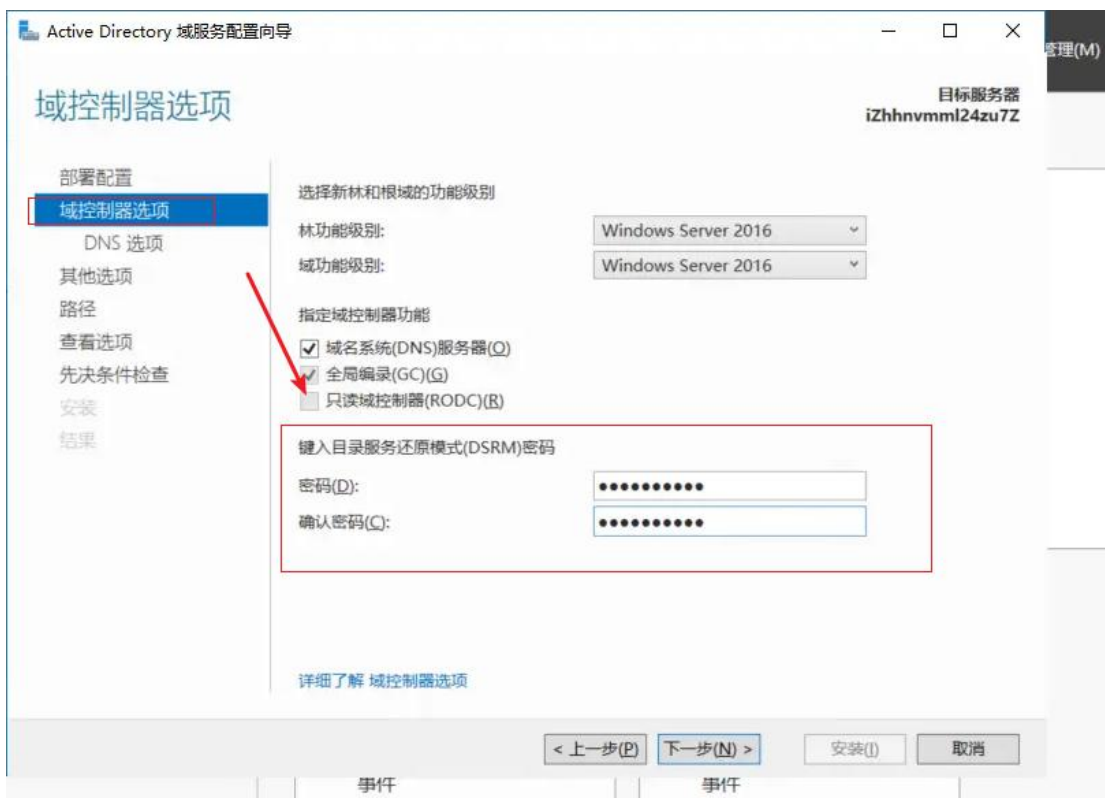 Active Directory 域服务配置向导
管理(M)
域控制器选项
目标服务器
iZhhnvmml24zu7Z
部署配置
域控制器选项
DNS 选项
其他选项
路径
查看选项
先决条件检查
安装
结果
选择新林和根域的功能级别
林功能级别:
Windows Server 2016
域功能级别:
Windows Server 2016
指定域控制器功能
域名系统(DNS)服务器(O)
全局编录(GC)(G)
只读域控制器(RODC)(R)
键入目录服务还原模式(DSRM)密码
密码(D):
●●●●●●●●●●
确认密码(C):
●●●●●●●●●●
详细了解 域控制器选项
< 上一步(P)
下一步(N) >
安装(I)
取消
事件
事件